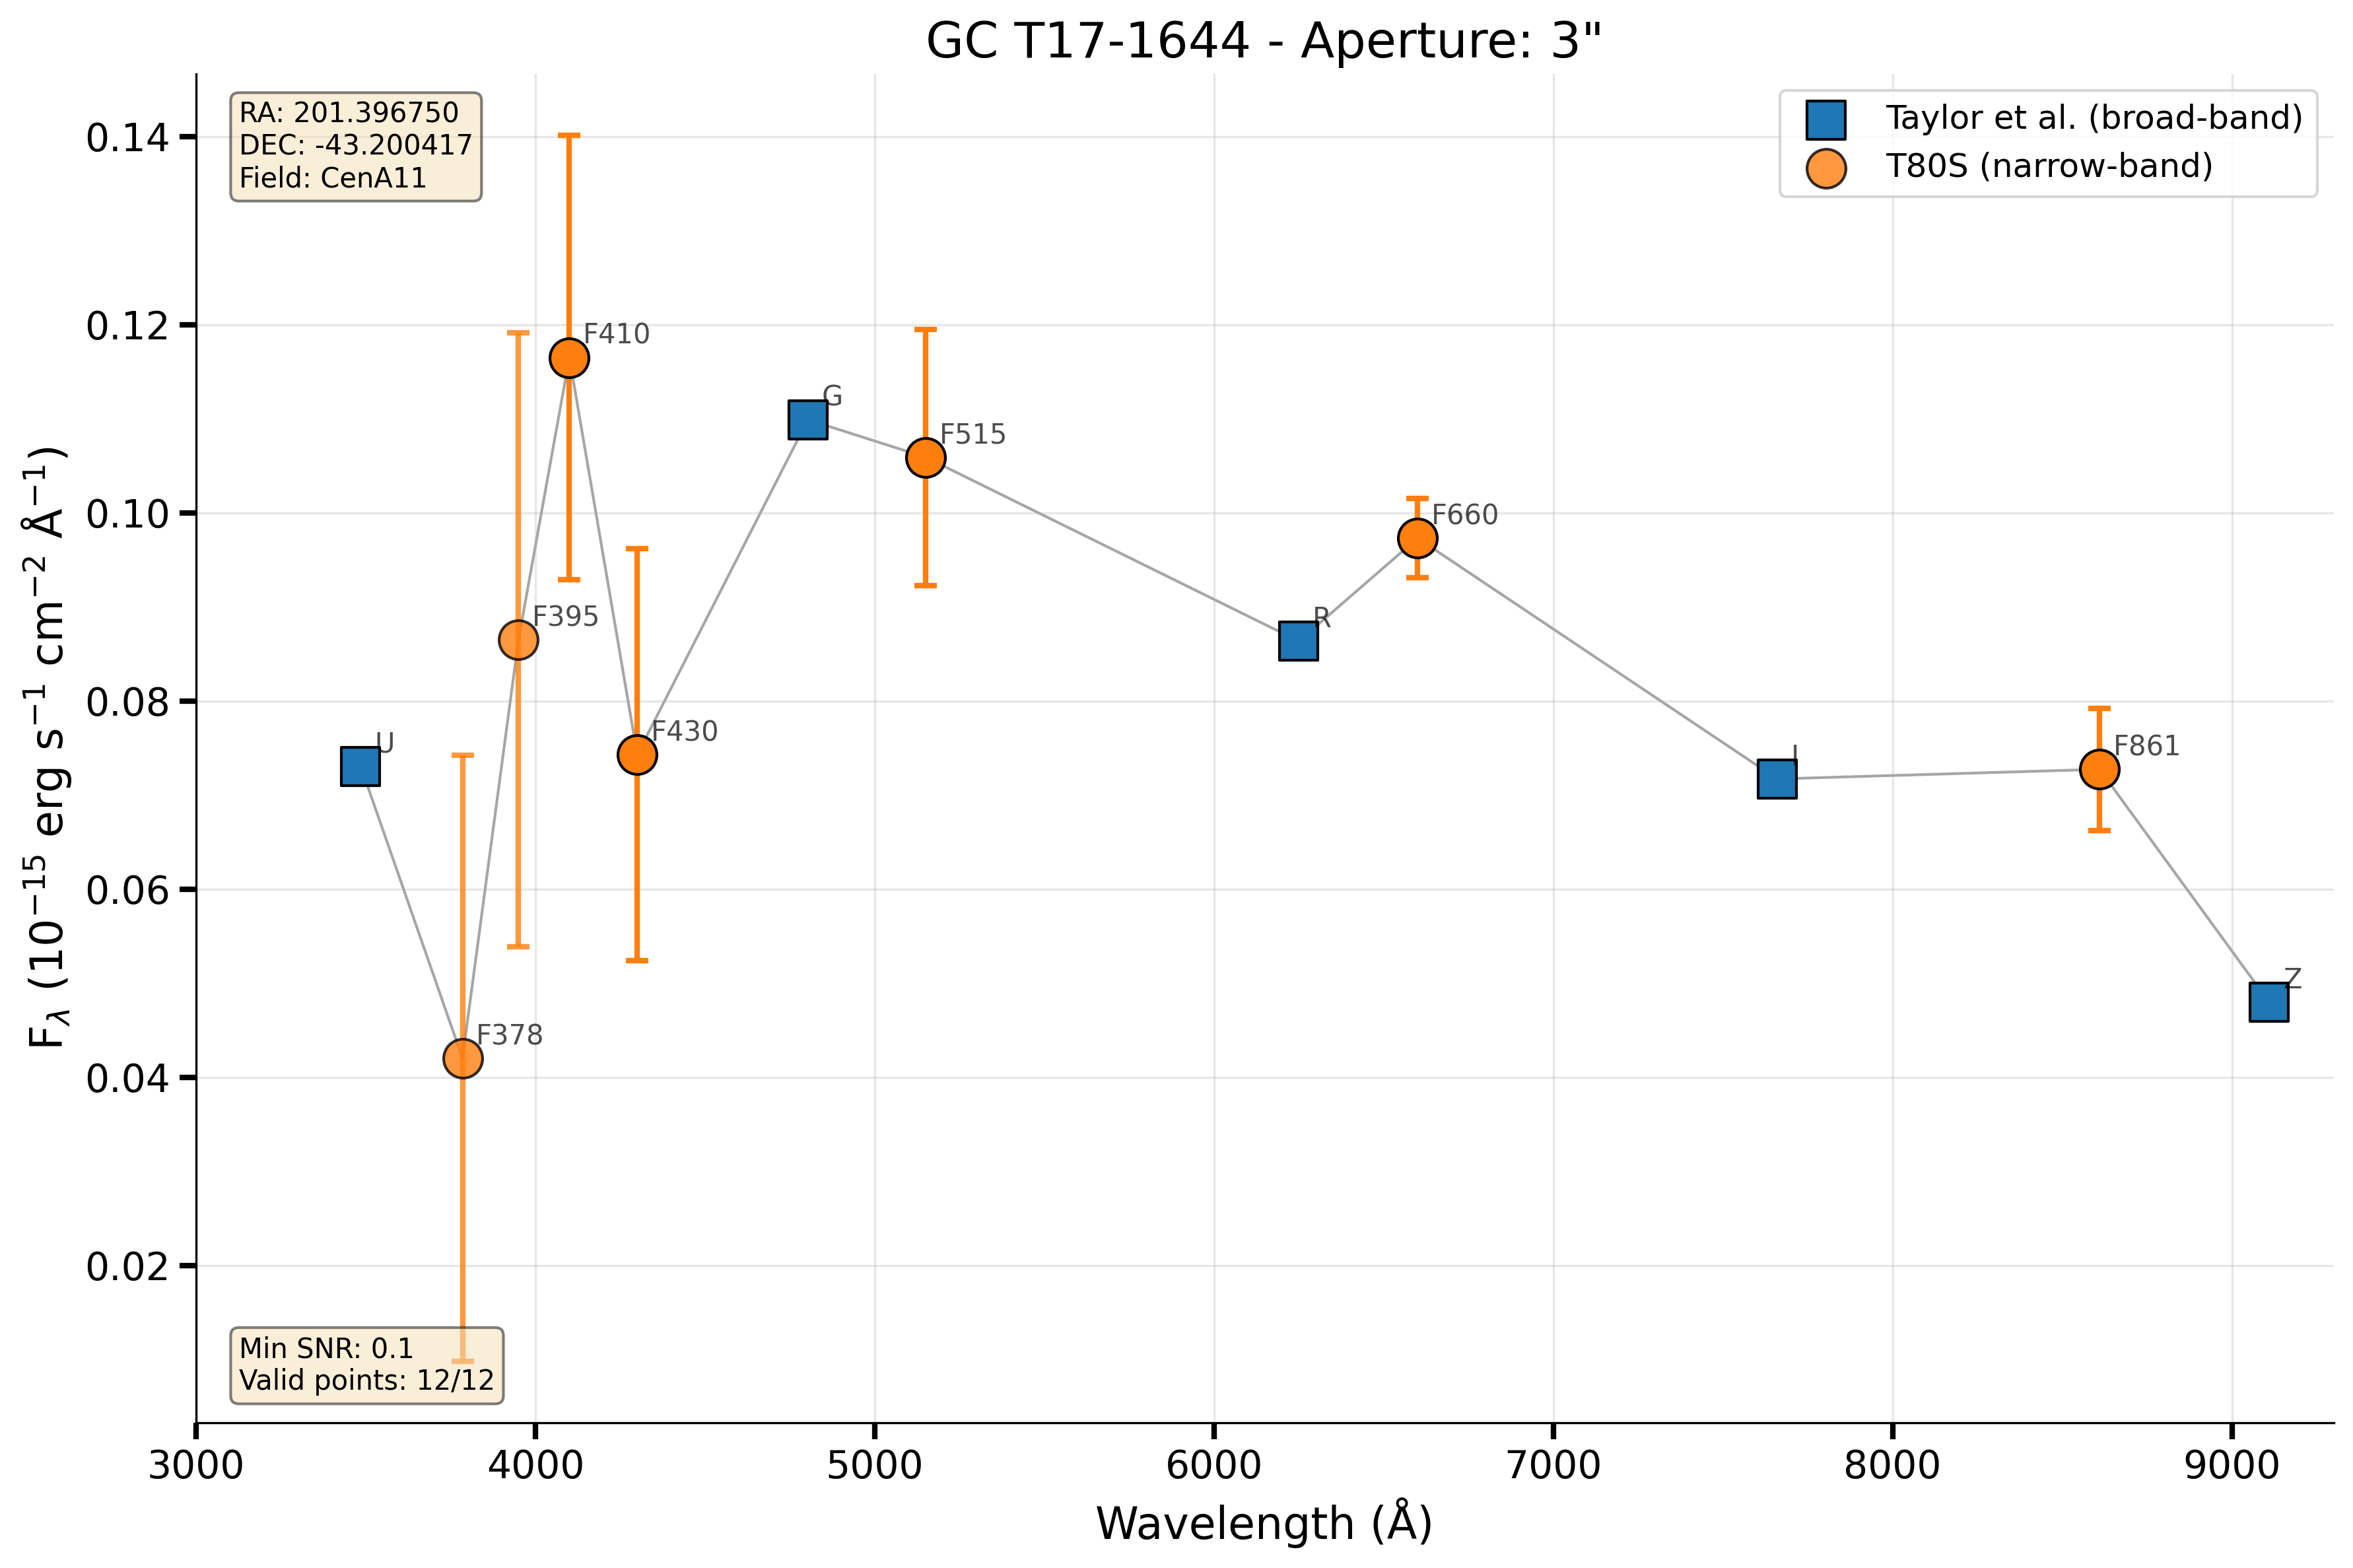 GC T17-1644 - Aperture: 3"
RA: 201.396750
DEC: -43.200417
Field: CenA11
Taylor et al. (broad-band)
T80S (narrow-band)
F_λ (10⁻¹⁵ erg s⁻¹ cm⁻² Å⁻¹)
0.14
0.12
0.10
0.08
0.06
0.04
0.02
U
F378
F395
F410
F430
G
F515
R
F660
I
F861
Z
Min SNR: 0.1
Valid points: 12/12
3000 4000 5000 6000 7000 8000 9000
Wavelength (Å)